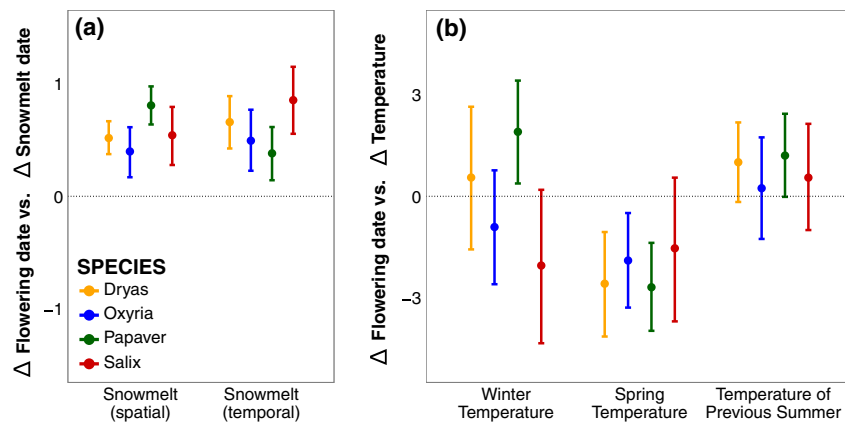 (a)
Δ Flowering date vs. Δ Snowmelt date
1
0
−1
SPECIES
Dryas
Oxyria
Papaver
Salix
Snowmelt
(spatial)
Snowmelt
(temporal)
(b)
Δ Flowering date vs. Δ Temperature
3
0
−3
Winter
Temperature
Spring
Temperature
Temperature of
Previous Summer